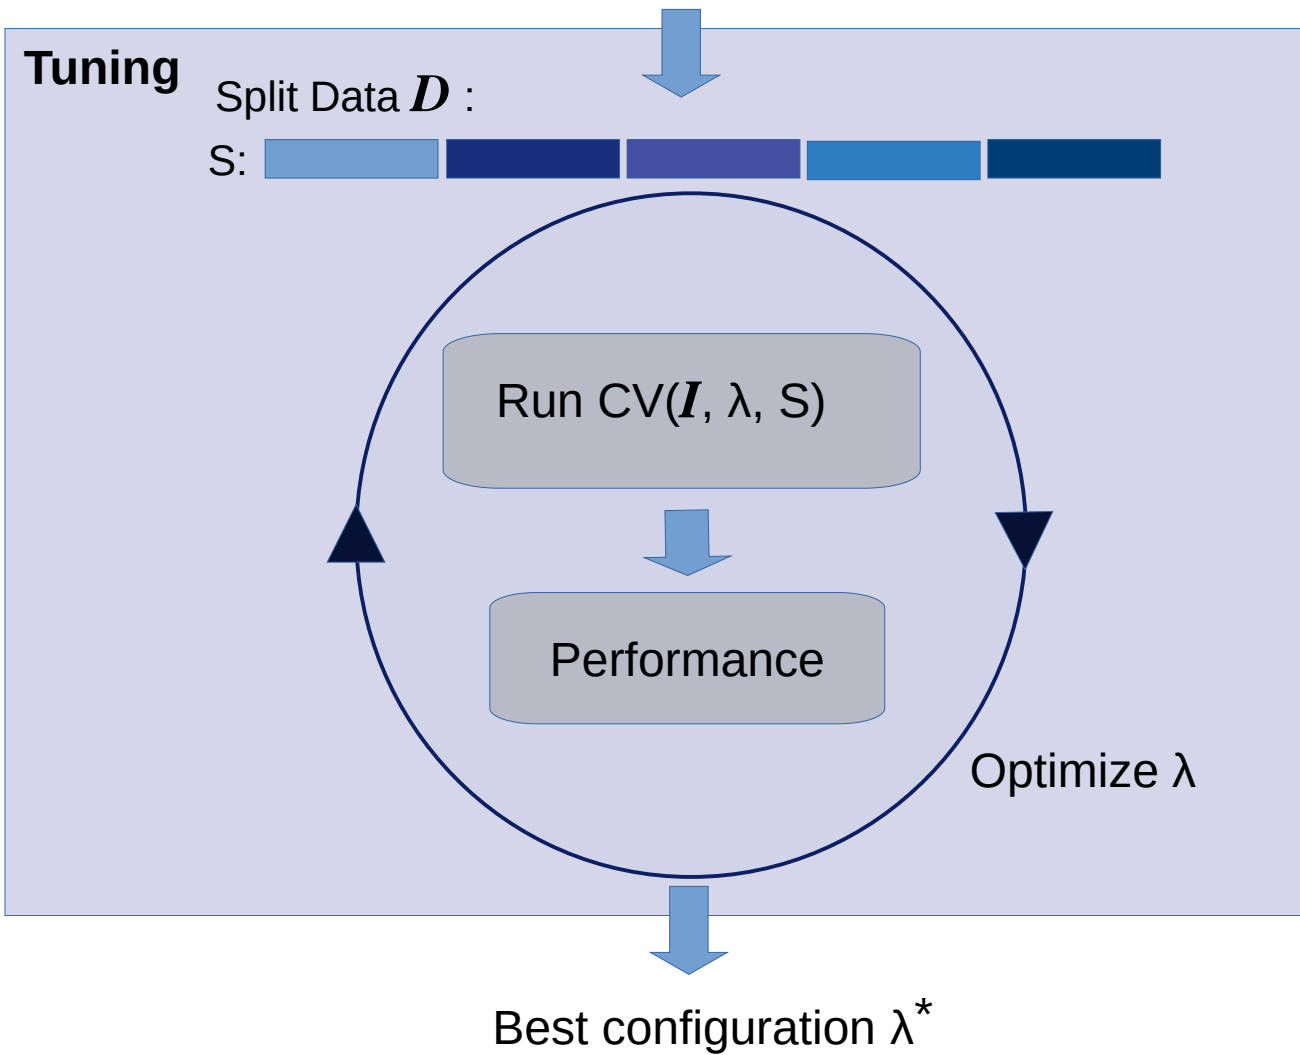 Tuning
Split Data D :
S:
Run CV(I, λ, S)
Performance
Optimize λ
Best configuration λ*